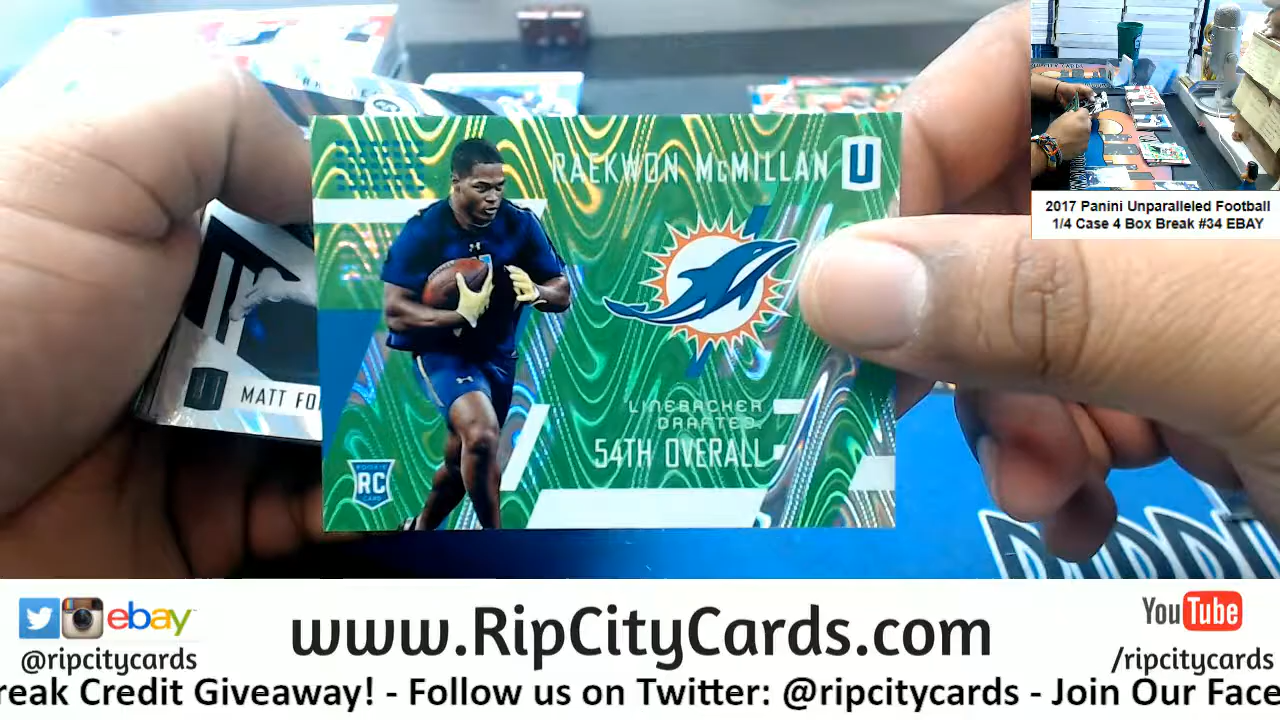 RAEKWON McMILLAN U
LINEBACKER
DRAFTED:
54TH OVERALL
ROOKIE
RC
CARD
U MATT FO
2017 Panini Unparalleled Football
1/4 Case 4 Box Break #34 EBAY
ebay
@ripcitycards
www.RipCityCards.com
YouTube
/ripcitycards
reak Credit Giveaway! - Follow us on Twitter: @ripcitycards - Join Our Face